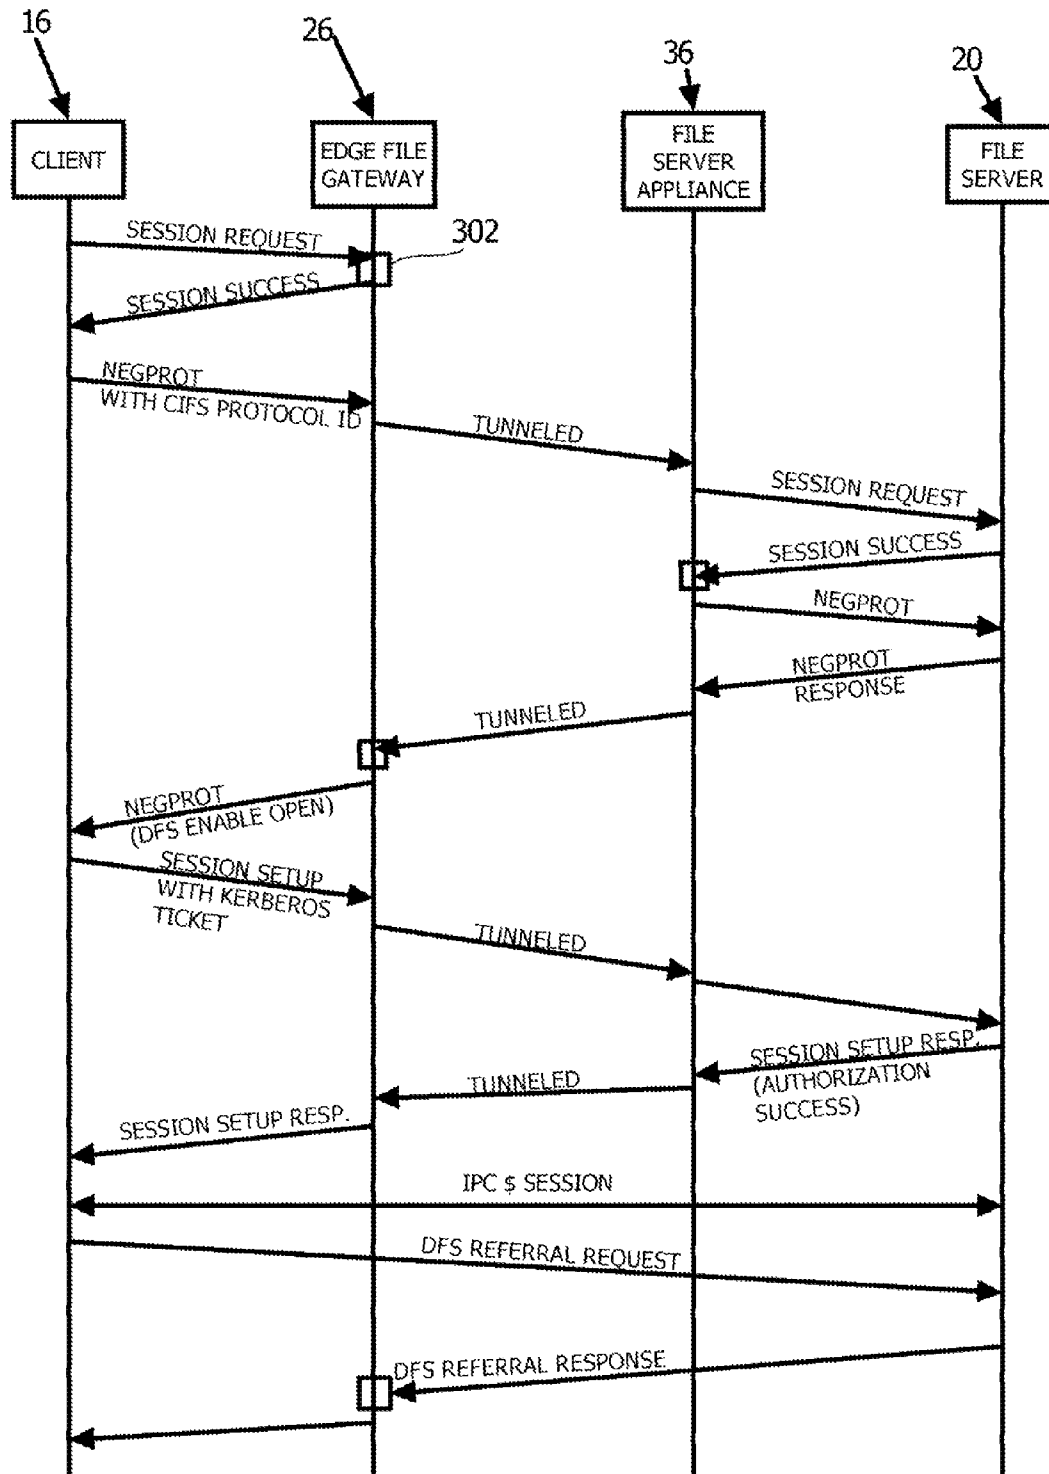 16
26
36
20
CLIENT
EDGE FILE
GATEWAY
FILE
SERVER
APPLIANCE
FILE
SERVER
SESSION REQUEST
302
SESSION SUCCESS
NEGPROT
WITH CIFS PROTOCOL ID
TUNNELED
SESSION REQUEST
SESSION SUCCESS
NEGPROT
NEGPROT
RESPONSE
TUNNELED
NEGPROT
(DFS ENABLE OPEN)
SESSION SETUP
WITH KERBEROS
TICKET
TUNNELED
SESSION SETUP RESP.
(AUTHORIZATION
SUCCESS)
TUNNELED
SESSION SETUP RESP.
IPC $ SESSION
DFS REFERRAL REQUEST
DFS REFERRAL RESPONSE